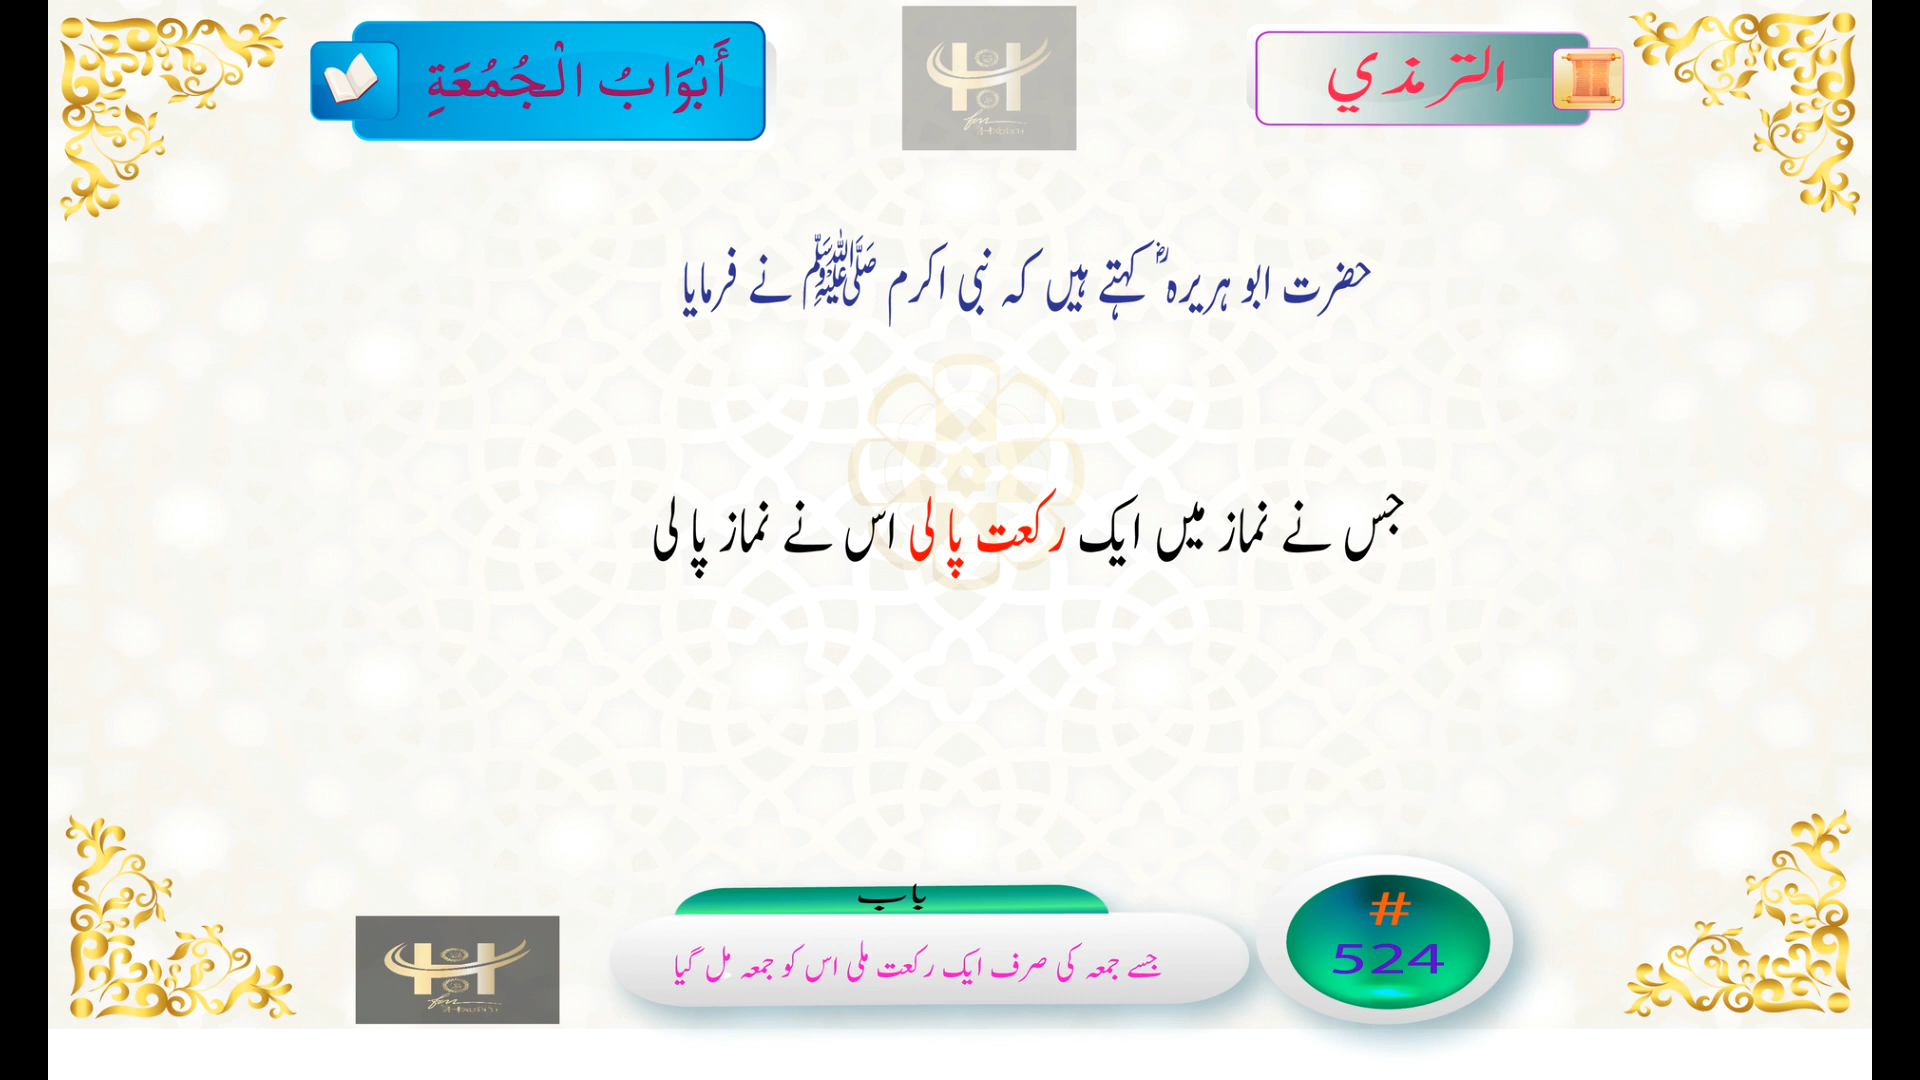 الترمذي
أَبْوَابُ الْجُمُعَةِ
حضرت ابو ہریرہؓ کہتے ہیں کہ نبی اکرم ﷺ نے فرمایا
جس نے نماز میں ایک رکعت پا لی اس نے نماز پا لی
باب
جسے جمعہ کی صرف ایک رکعت ملی اس کو جمعہ مل گیا
#
524